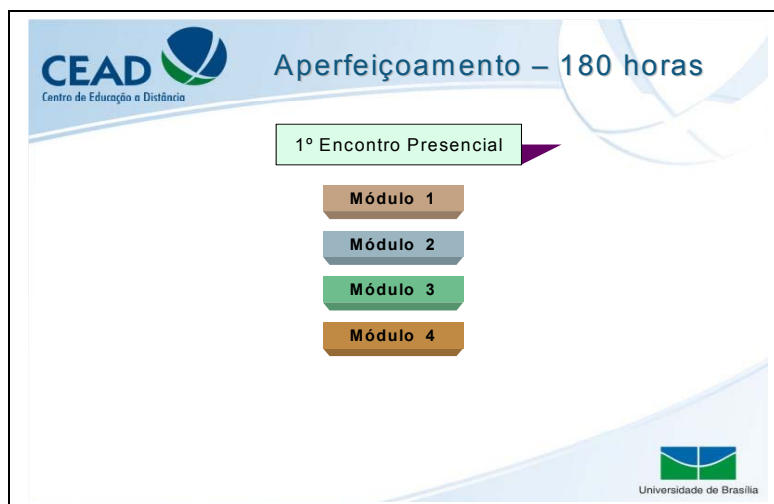 CEAD
Centro de Educação a Distância
Aperfeiçoamento – 180 horas
1º Encontro Presencial
Módulo 1
Módulo 2
Módulo 3
Módulo 4
Universidade de Brasília